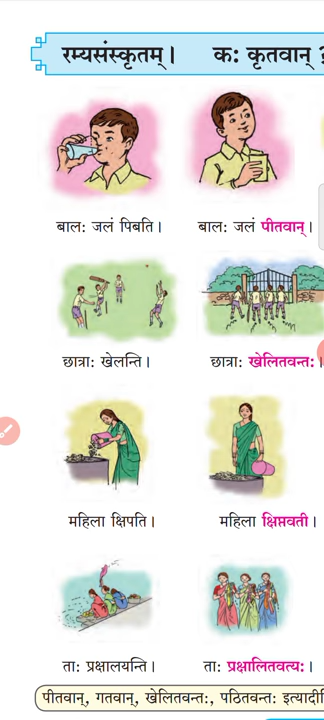 रम्यसंस्कृतम्। कः कृतवान् ?
बालः जलं पिबति। बालः जलं पीतवान्।
छात्राः खेलन्ति। छात्राः खेलितवन्तः।
महिला क्षिपति। महिला क्षिप्तवती।
ताः प्रक्षालयन्ति। ताः प्रक्षालितवत्यः।
पीतवान्, गतवान्, खेलितवन्तः, पठितवन्तः